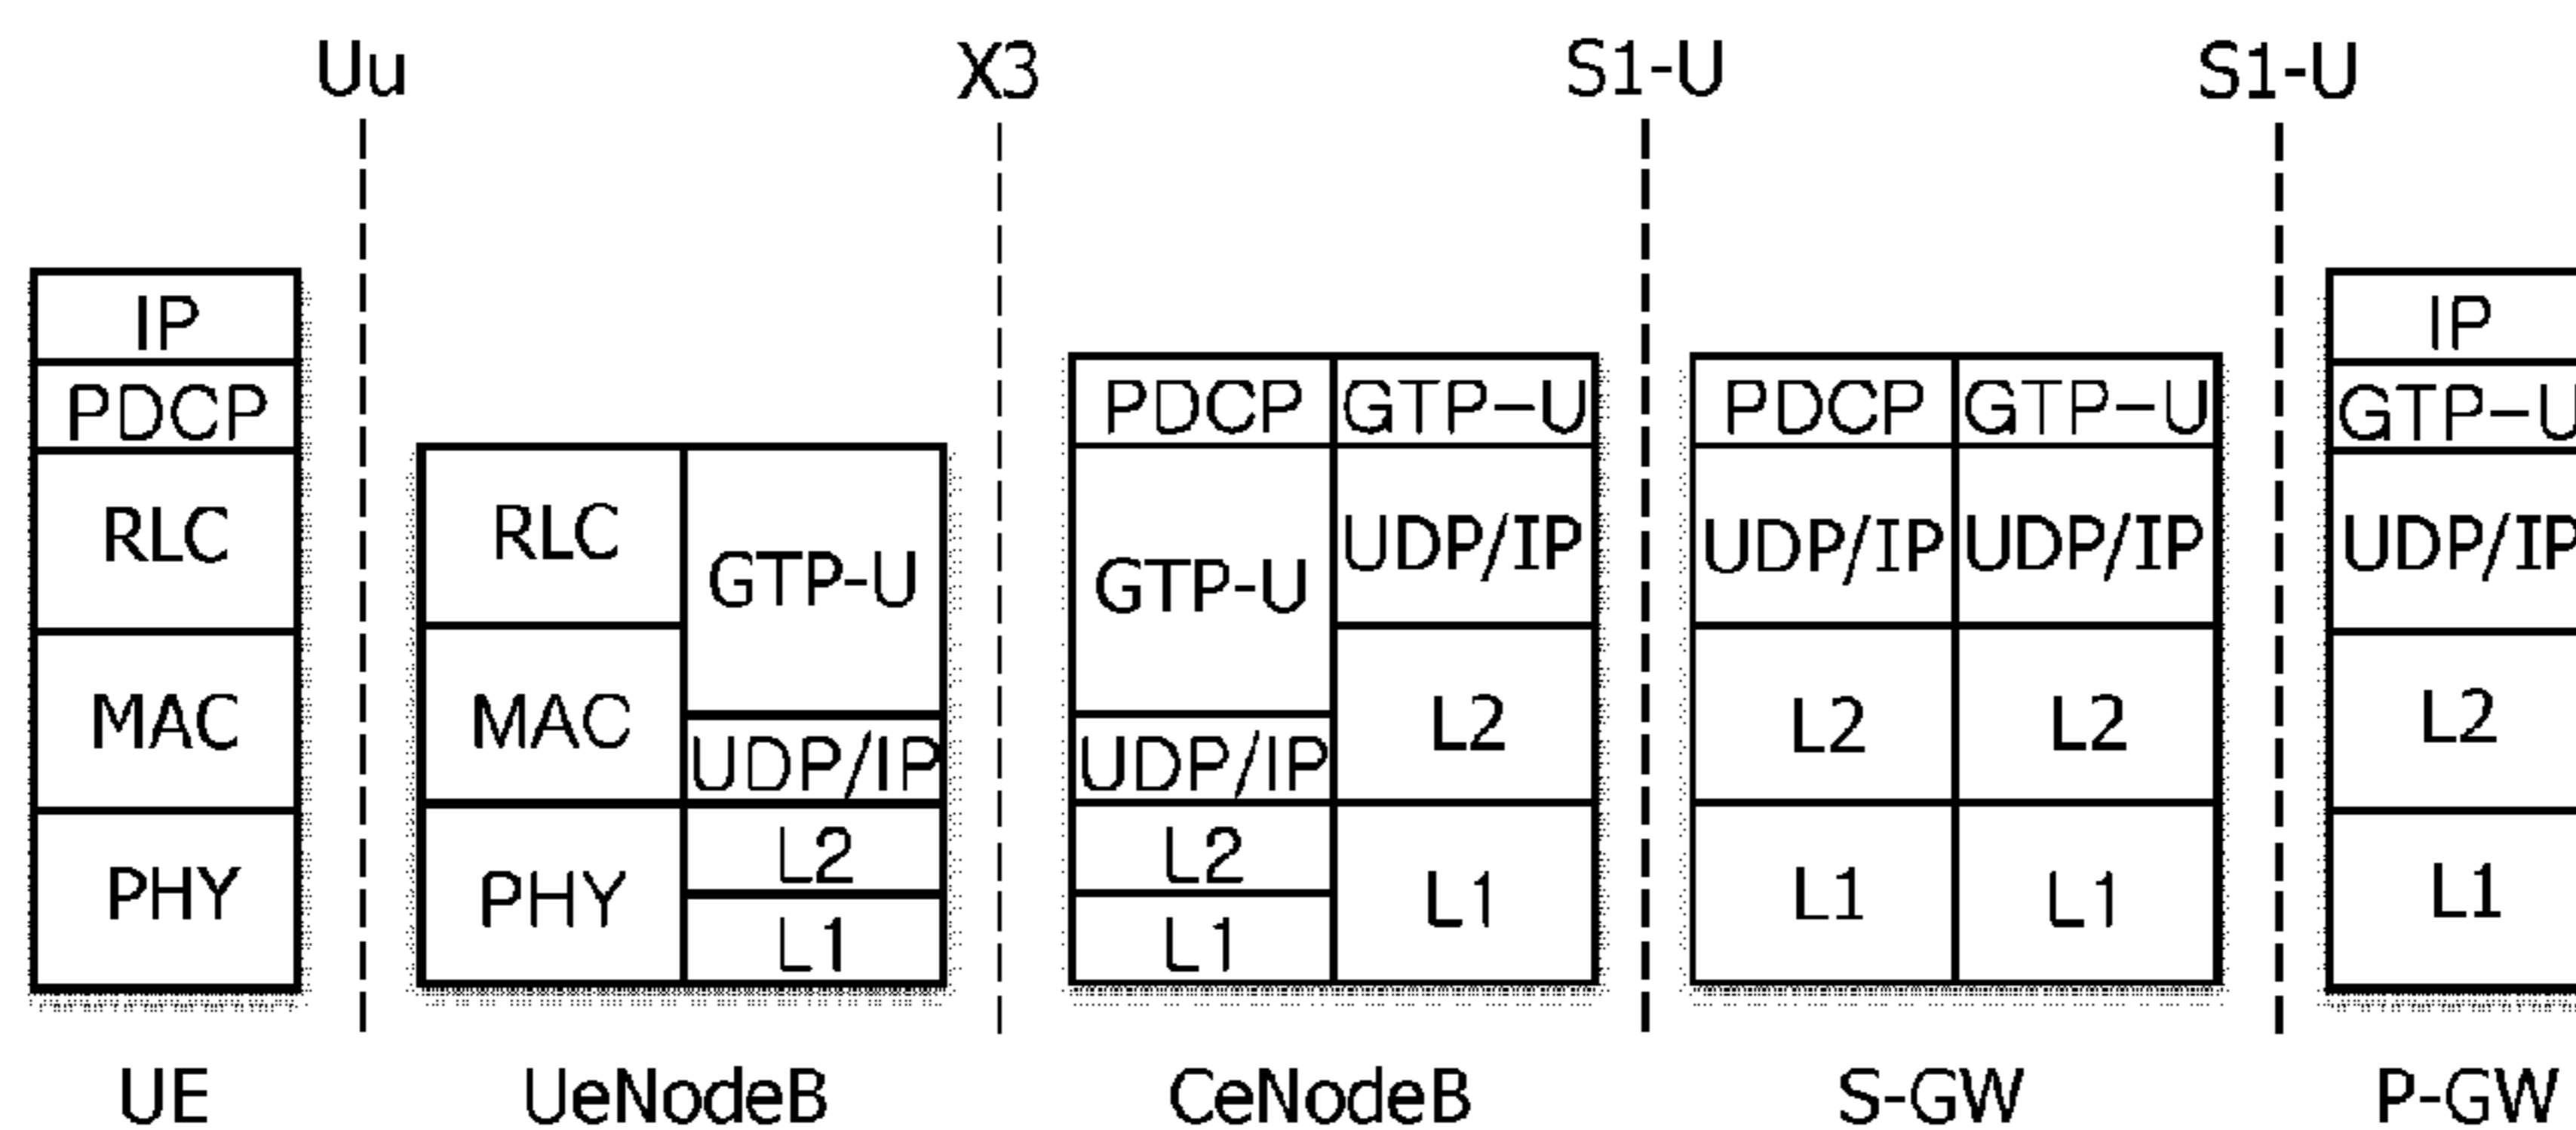 Uu
X3
S1-U
S1-U
IP
PDCP
RLC
MAC
PHY
UE
RLC
MAC
PHY
GTP-U
UDP/IP
L2
L1
UeNodeB
PDCP
GTP-U
UDP/IP
L2
L1
GTP-U
UDP/IP
L2
L1
CeNodeB
PDCP
UDP/IP
L2
L1
GTP-U
UDP/IP
L2
L1
S-GW
IP
GTP-U
UDP/IP
L2
L1
P-GW